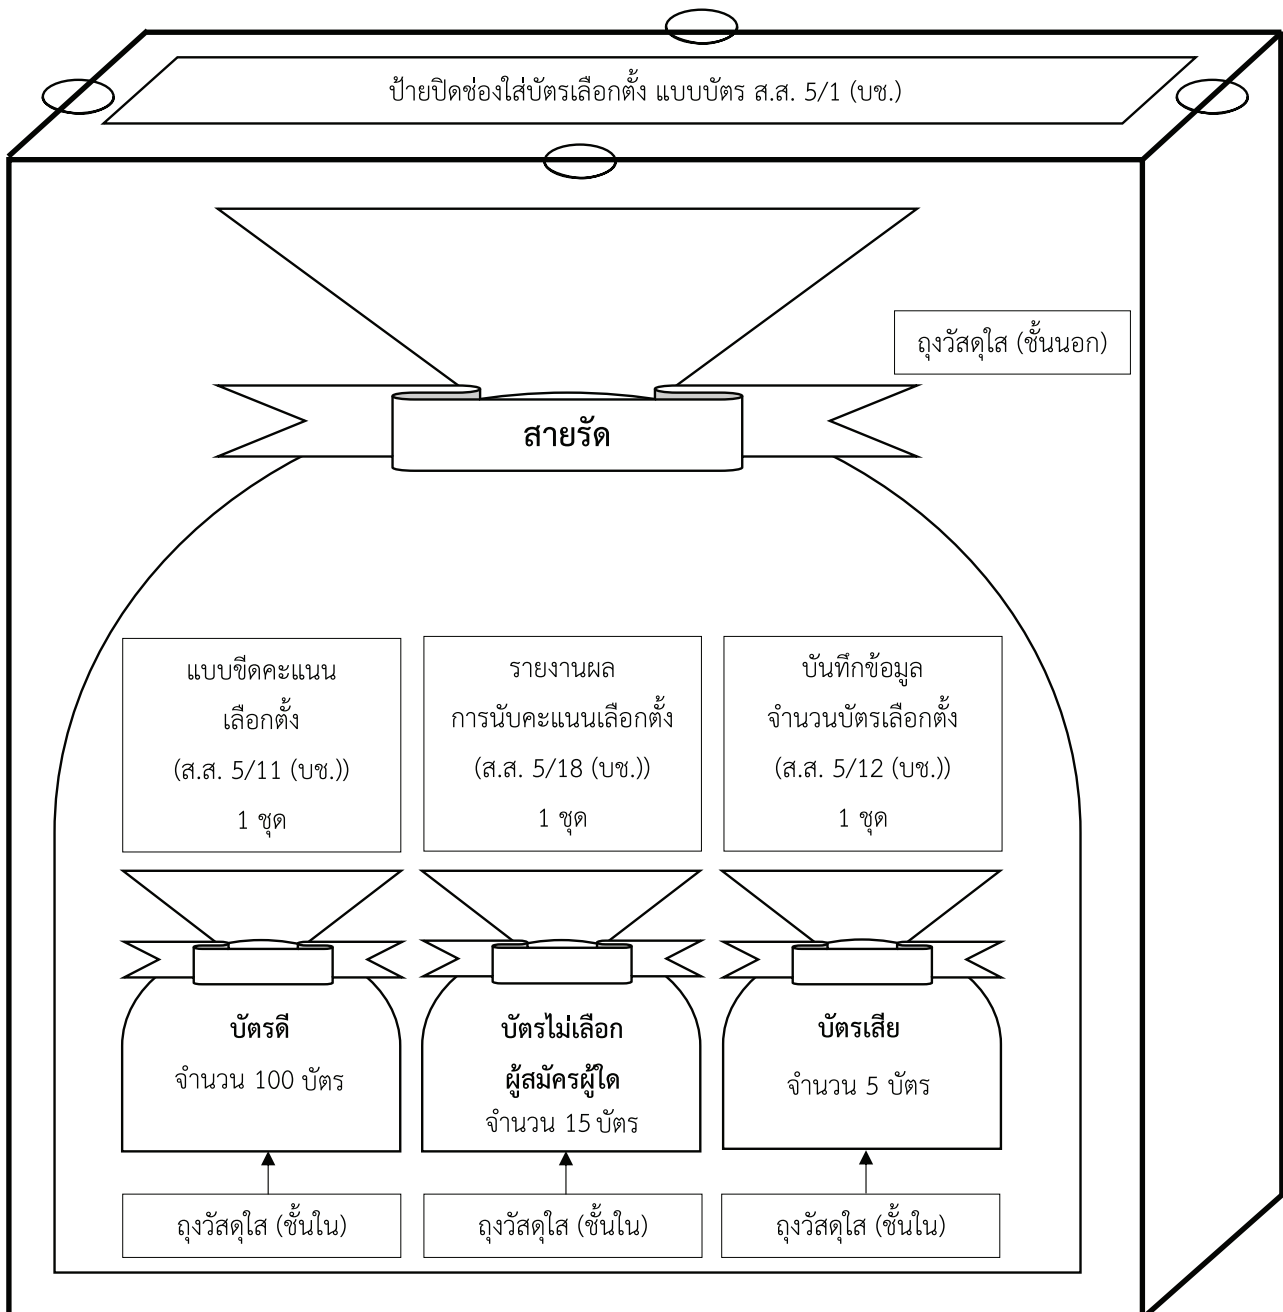 ป้ายปิดช่องใส่บัตรเลือกตั้ง แบบบัตร ส.ส. 5/1 (บช.)
ถุงวัสดุใส (ชั้นนอก)
สายรัด
แบบขีดคะแนน
เลือกตั้ง
(ส.ส. 5/11 (บช.))
1 ชุด
รายงานผล
การนับคะแนนเลือกตั้ง
(ส.ส. 5/18 (บช.))
1 ชุด
บันทึกข้อมูล
จำนวนบัตรเลือกตั้ง
(ส.ส. 5/12 (บช.))
1 ชุด
บัตรดี
จำนวน 100 บัตร
บัตรไม่เลือก
ผู้สมัครผู้ใด
จำนวน 15 บัตร
บัตรเสีย
จำนวน 5 บัตร
ถุงวัสดุใส (ชั้นใน)
ถุงวัสดุใส (ชั้นใน)
ถุงวัสดุใส (ชั้นใน)